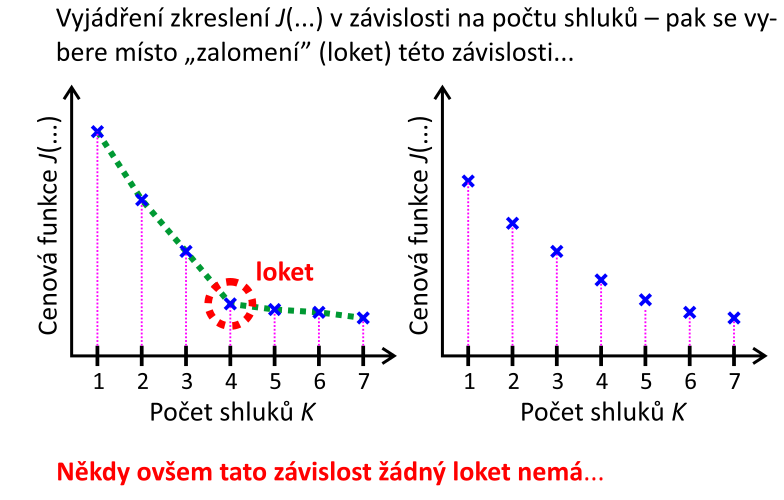 Vyjádření zkreslení J(...) v závislosti na počtu shluků – pak se vy-
bere místo „zalomení” (loket) této závislosti...
Cenová funkce J(...)
loket
1 2 3 4 5 6 7
Počet shluků K
Cenová funkce J(...)
1 2 3 4 5 6 7
Počet shluků K
Někdy ovšem tato závislost žádný loket nemá...